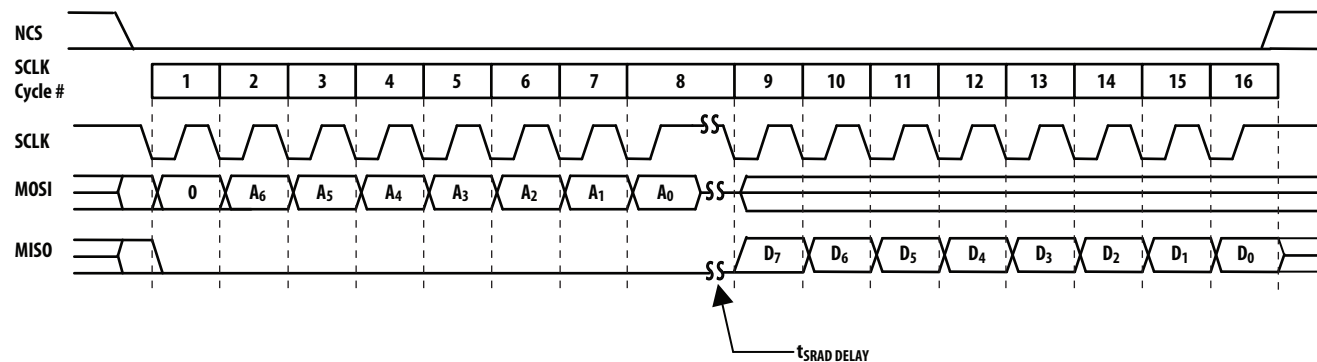 NCS
SCLK
Cycle #
1 2 3 4 5 6 7 8 9 10 11 12 13 14 15 16
SCLK
MOSI 0 A6 A5 A4 A3 A2 A1 A0
MISO D7 D6 D5 D4 D3 D2 D1 D0
tSRAD DELAY